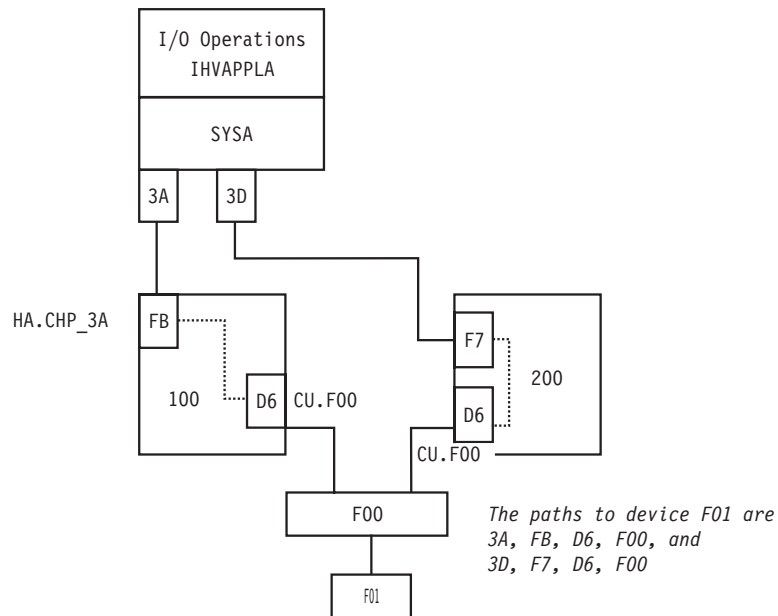 I/O Operations
IHVAPPLA
SYSA
3A
3D
HA.CHP_3A
FB
F7
100
200
D6
CU.F00
D6
CU.F00
F00
The paths to device F01 are
3A, FB, D6, F00, and
3D, F7, D6, F00
F01